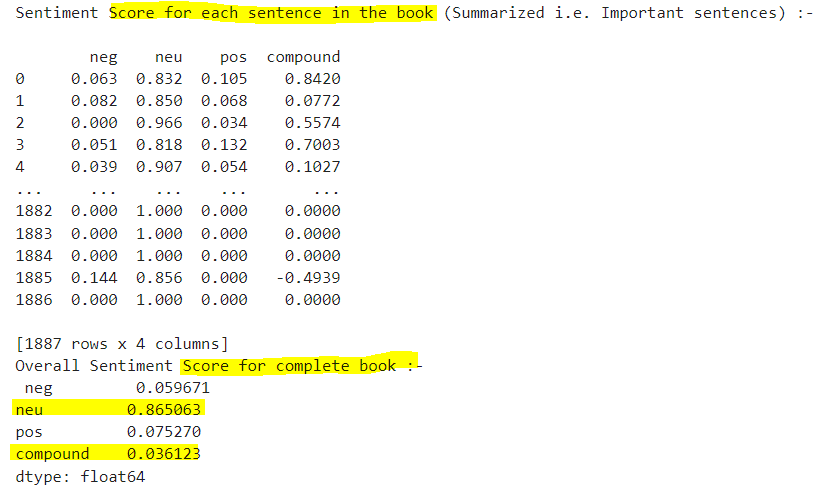 Sentiment Score for each sentence in the book (Summarized i.e. Important sentences) :-
neg neu pos compound
0 0.063 0.832 0.105 0.8420
1 0.082 0.850 0.068 0.0772
2 0.000 0.966 0.034 0.5574
3 0.051 0.818 0.132 0.7003
4 0.039 0.907 0.054 0.1027
... ... ... ... ...
1882 0.000 1.000 0.000 0.0000
1883 0.000 1.000 0.000 0.0000
1884 0.000 1.000 0.000 0.0000
1885 0.144 0.856 0.000 -0.4939
1886 0.000 1.000 0.000 0.0000
[1887 rows x 4 columns]
Overall Sentiment Score for complete book :-
neg 0.059671
neu 0.865063
pos 0.075270
compound 0.036123
dtype: float64